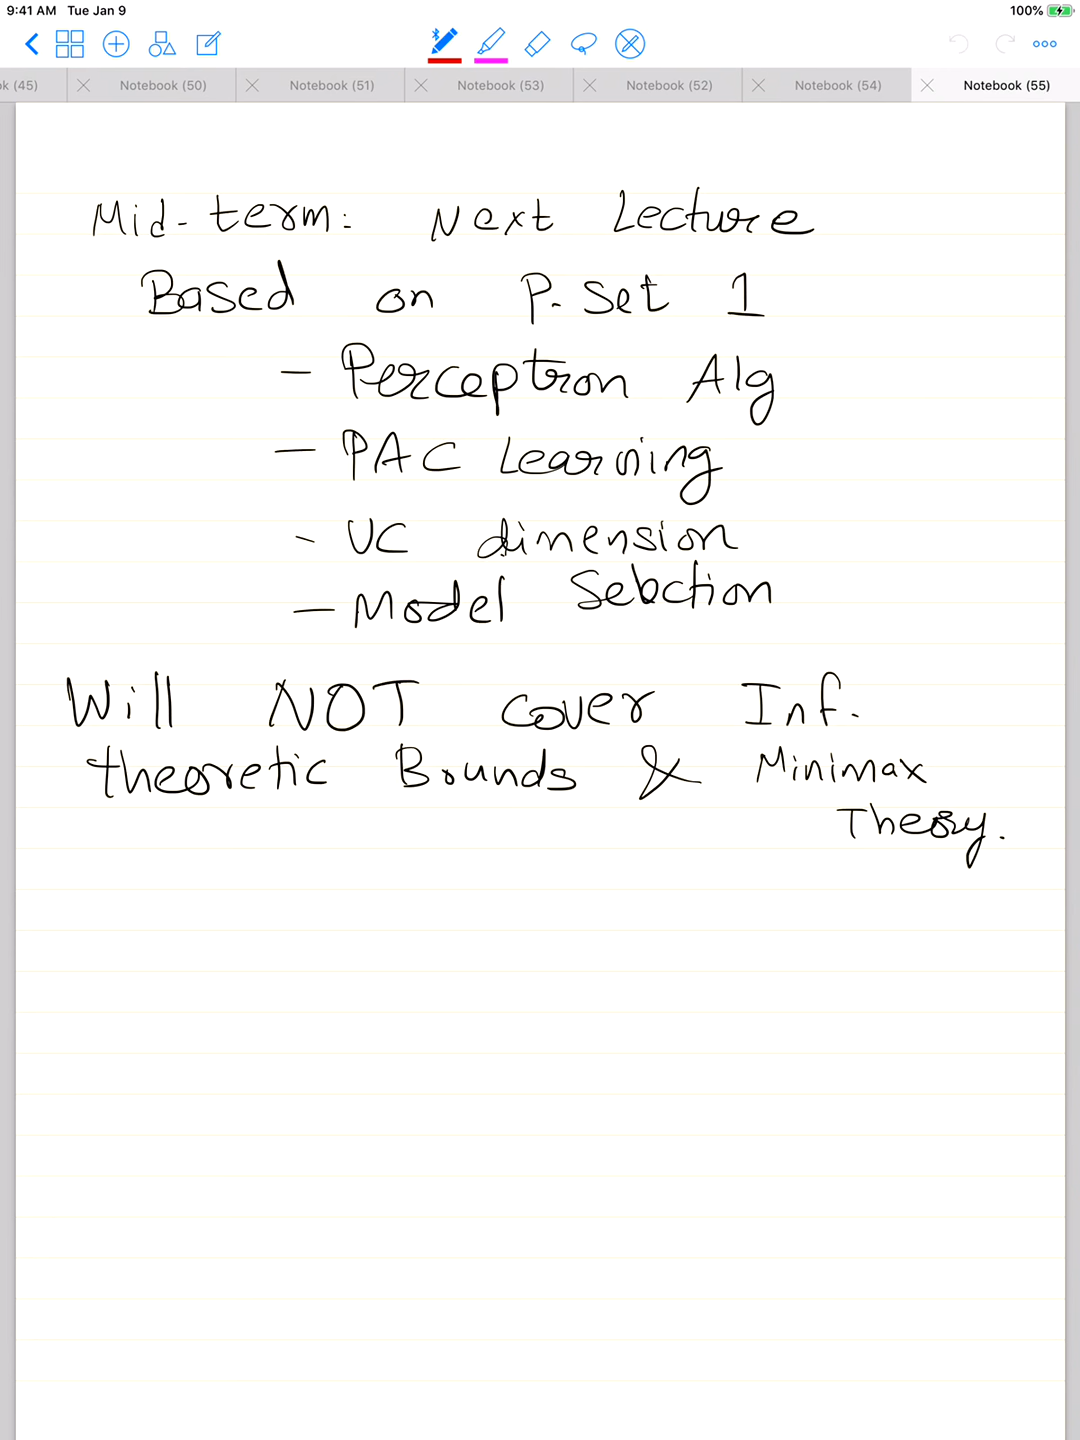 9:41 AM Tue Jan 9 100%
k (45) Notebook (50) Notebook (51) Notebook (53) Notebook (52) Notebook (54) Notebook (55)
Mid-term: Next Lecture
Based on P. Set 1
- Perceptron Alg
- PAC Learning
- VC dimension
- Model Selection
Will NOT cover Inf.
theoretic Bounds & Minimax
Theory.